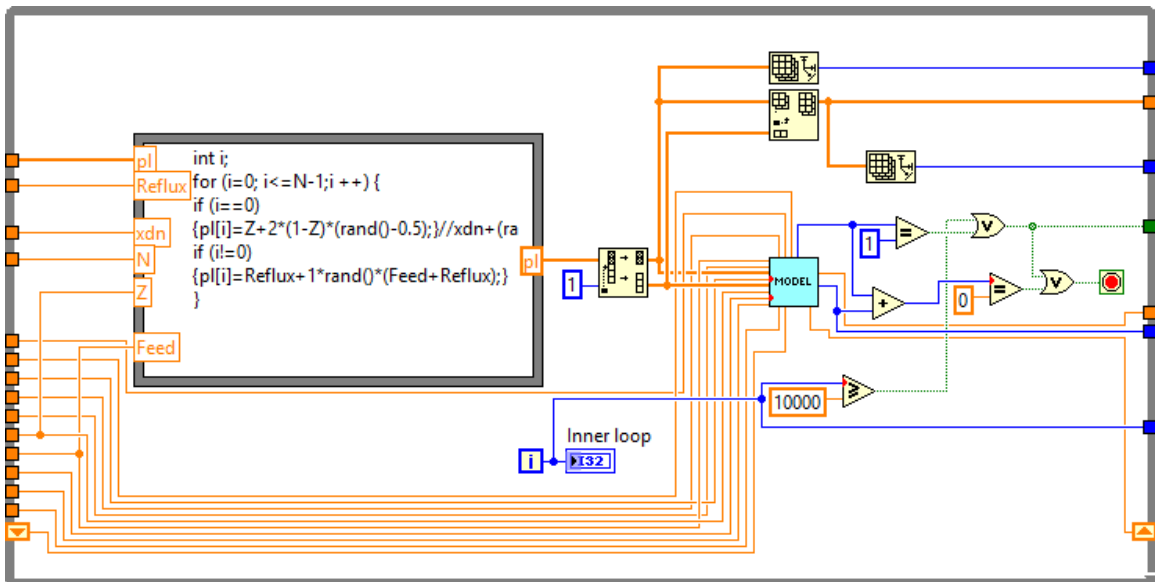 pl
Reflux
xdn
N
Z
Feed
int i;
for (i=0; i<=N-1;i ++) {
if (i==0)
{pl[i]=Z+2*(1-Z)*(rand()-0.5);}//xdn+(ra
if (i!=0)
{pl[i]=Reflux+1*rand()*(Feed+Reflux);}
}
pl
1
MODEL
1
=
+
0
=
V
V
10000
≥
Inner loop
i
I32